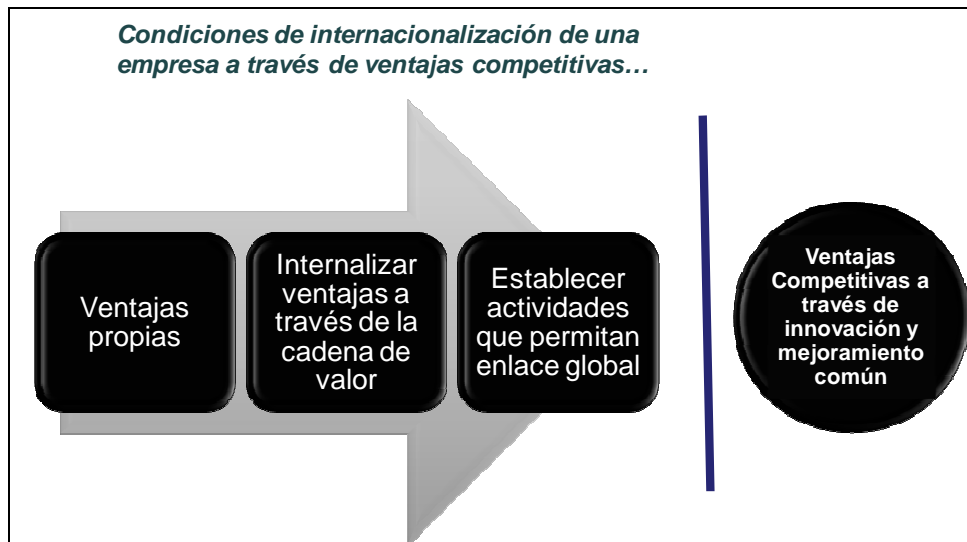 Condiciones de internacionalización de una
empresa a través de ventajas competitivas...
Ventajas
propias
Internalizar
ventajas a
través de la
cadena de
valor
Establecer
actividades
que permitan
enlace global
Ventajas
Competitivas a
través de
innovación y
mejoramiento
común